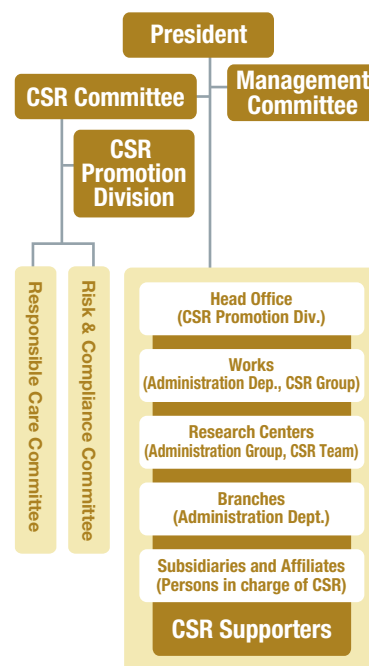 President
Management
Committee
CSR Committee
CSR
Promotion
Division
Responsible Care Committee
Risk & Compliance Committee
Head Office
(CSR Promotion Div.)
Works
(Administration Dep., CSR Group)
Research Centers
(Administration Group, CSR Team)
Branches
(Administration Dept.)
Subsidiaries and Affiliates
(Persons in charge of CSR)
CSR Supporters